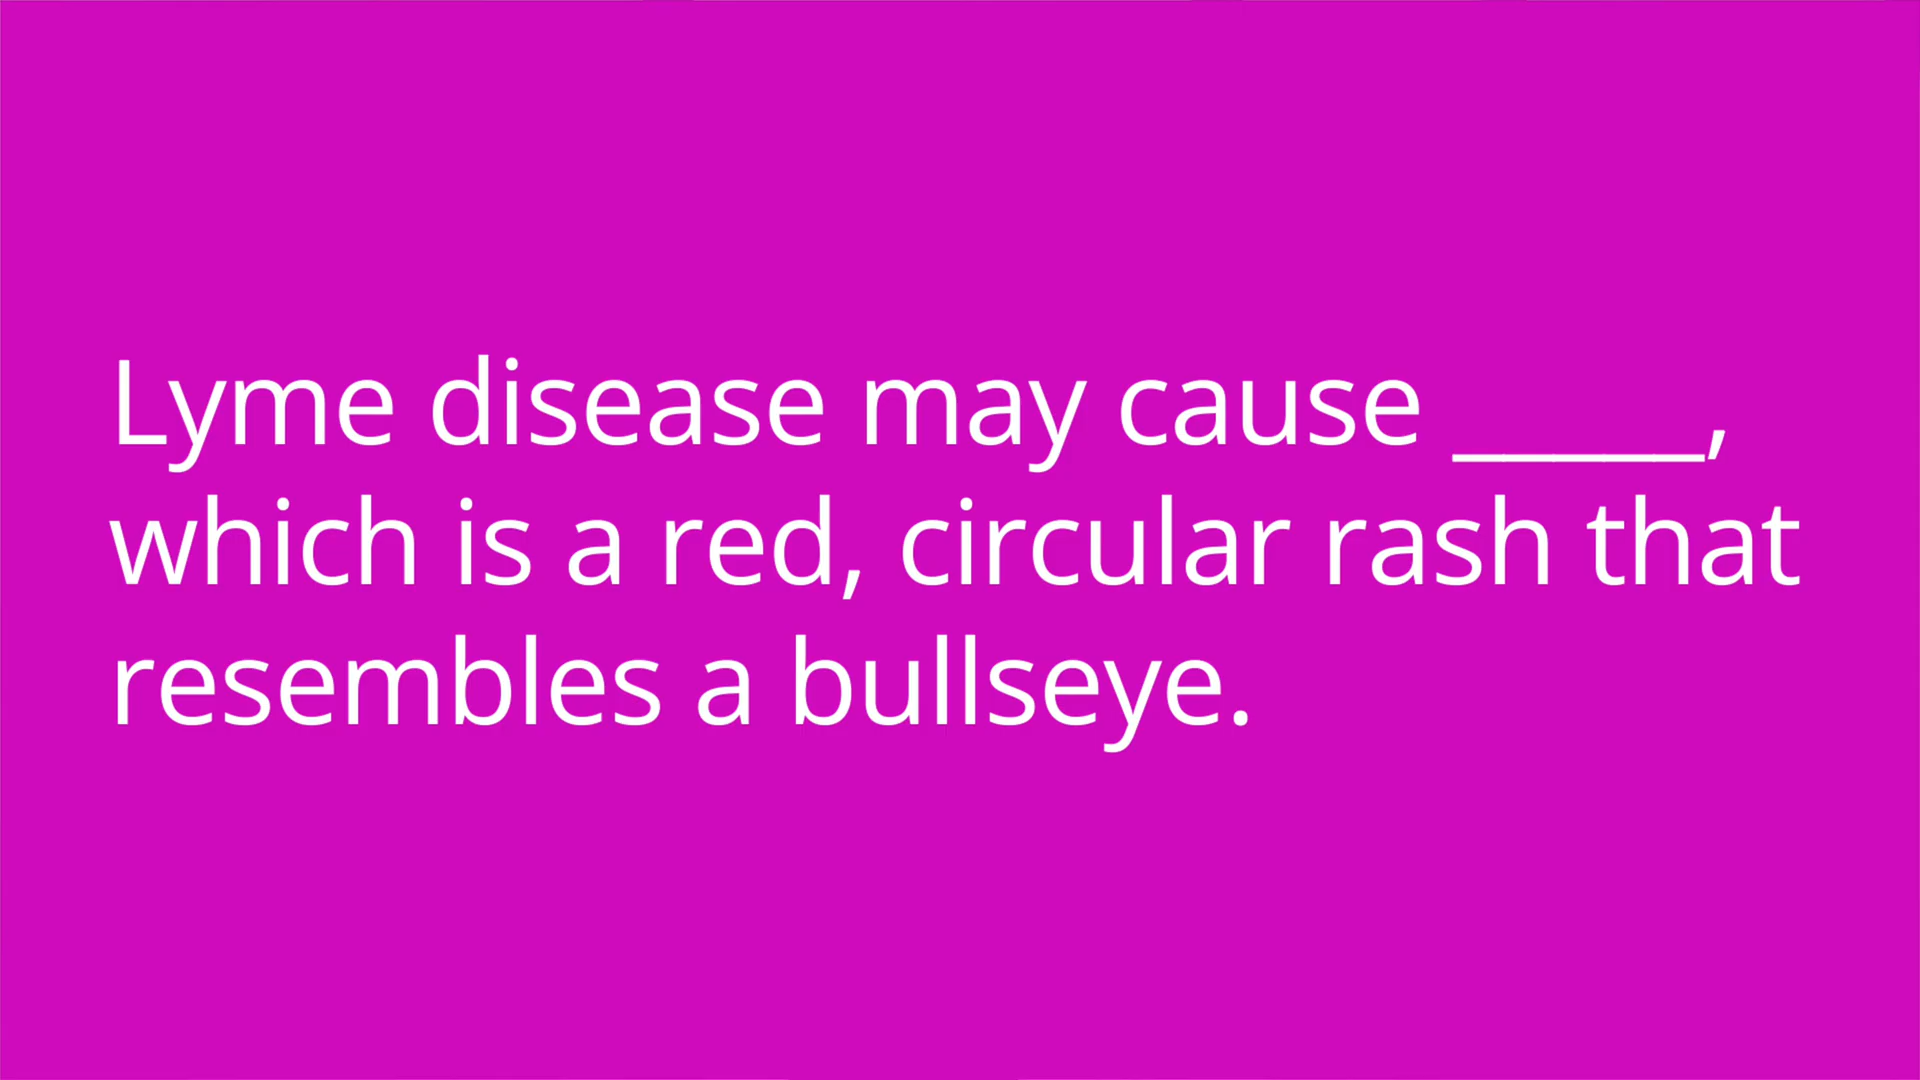 Lyme disease may cause _____,
which is a red, circular rash that
resembles a bullseye.